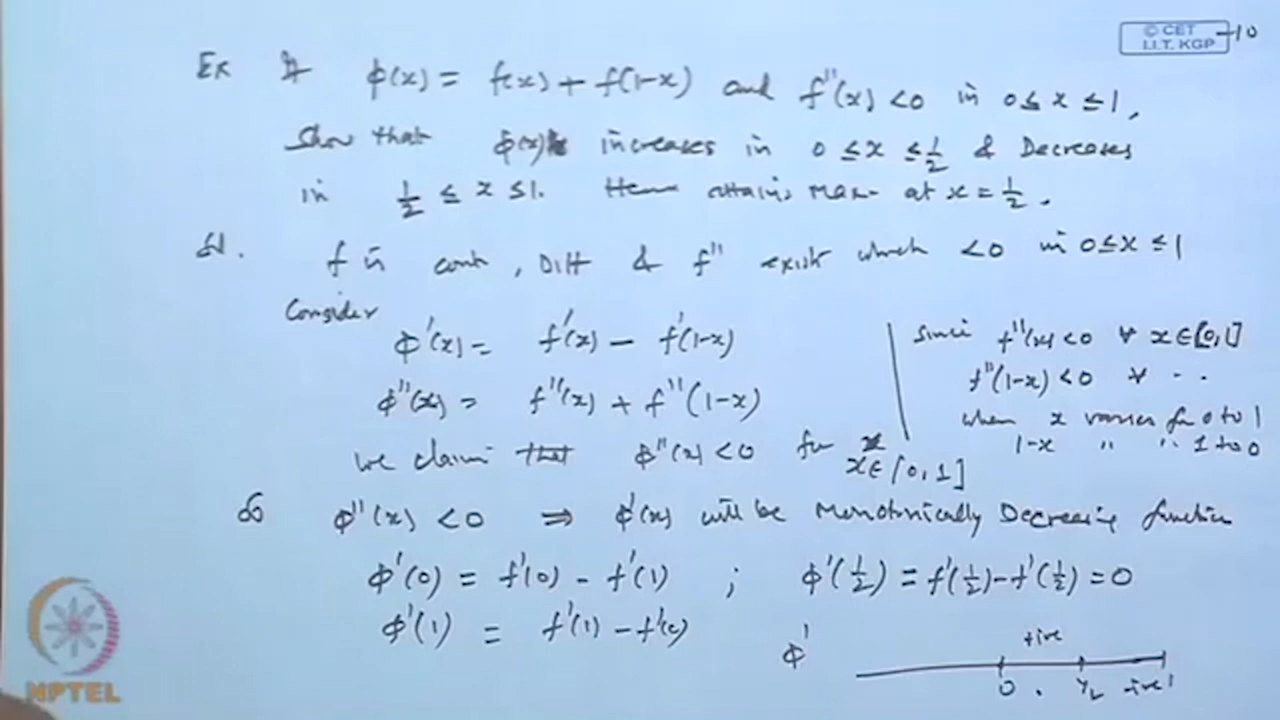 © CET
I.I.T. KGP
-10
Ex If φ(x) = f(x) + f(1-x) and f''(x) <0 in 0≤ x ≤1,
Show that φ(x) increases in 0 ≤x ≤ 1/2 & Decreases
in 1/2 ≤ x ≤1. Hence attains max- at x = 1/2.
Sol. f is cont, Diff & f'' exist which <0 in 0≤x ≤1
Consider
φ'(x) = f'(x) - f'(1-x)
φ''(x) = f''(x) + f''(1-x)
we claim that φ''(x) <0 for
x∈[0,1]
Since f''(x) <0 ∀ x∈[0,1]
f''(1-x) <0 ∀ ..
when x varies from 0 to 1
1-x " " 1 to 0
So φ''(x) <0 ⇒ φ'(x) will be Monotonically Decreasing function
φ'(0) = f'(0) - f'(1) ; φ'(1/2) = f'(1/2)-f'(1/2) = 0
φ'(1) = f'(1) - f'(0)
φ'
+ive
0 . 1/2 -ive 1
NPTEL